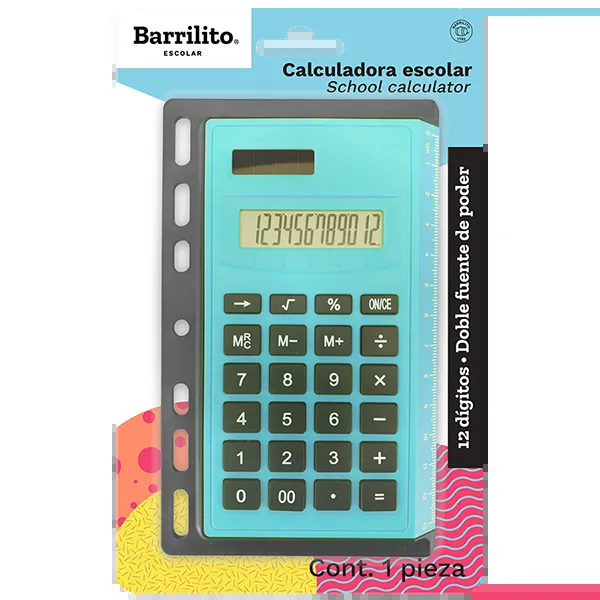 Barrilito®
ESCOLAR
Calculadora escolar
School calculator
12 dígitos • Doble fuente de poder
123456789012.
→ √ % ON/CE
MRC M− M+ ÷
7 8 9 ×
4 5 6 −
1 2 3 +
0 00 • =
Cont. 1 pieza